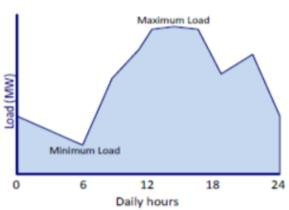 Maximum Load
Load (MW)
Minimum Load
0 6 12 18 24
Daily hours